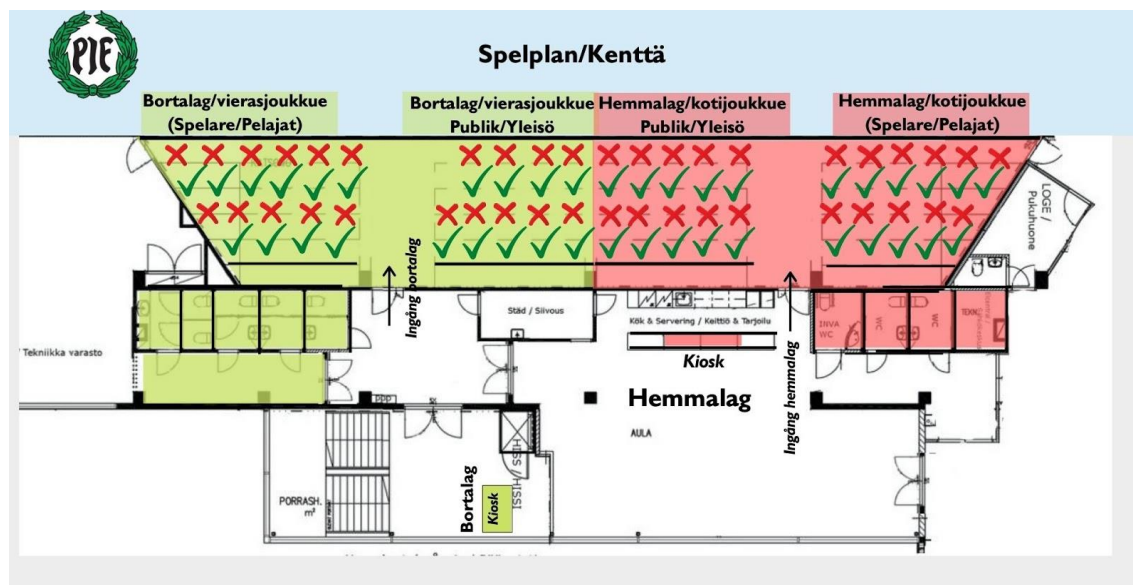 PIF
Spelplan/Kenttä
Bortalag/vierasjoukkue
(Spelare/Pelajat)
Bortalag/vierasjoukkue
Publik/Yleisö
Hemmalag/kotijoukkue
Publik/Yleisö
Hemmalag/kotijoukkue
(Spelare/Pelajat)
LOGE /
Pukuhuone
Ingång bortalag
Städ / Siivous
Kök & Servering / Keittiö & Tarjoilu
Kiosk
Ingång hemmalag
INVA
WC
WC
WC
TEKN.
/ Tekniikka varasto
Hemmalag
AULA
HISS / HISSI
PORRASH.
m²
Bortalag
Kiosk